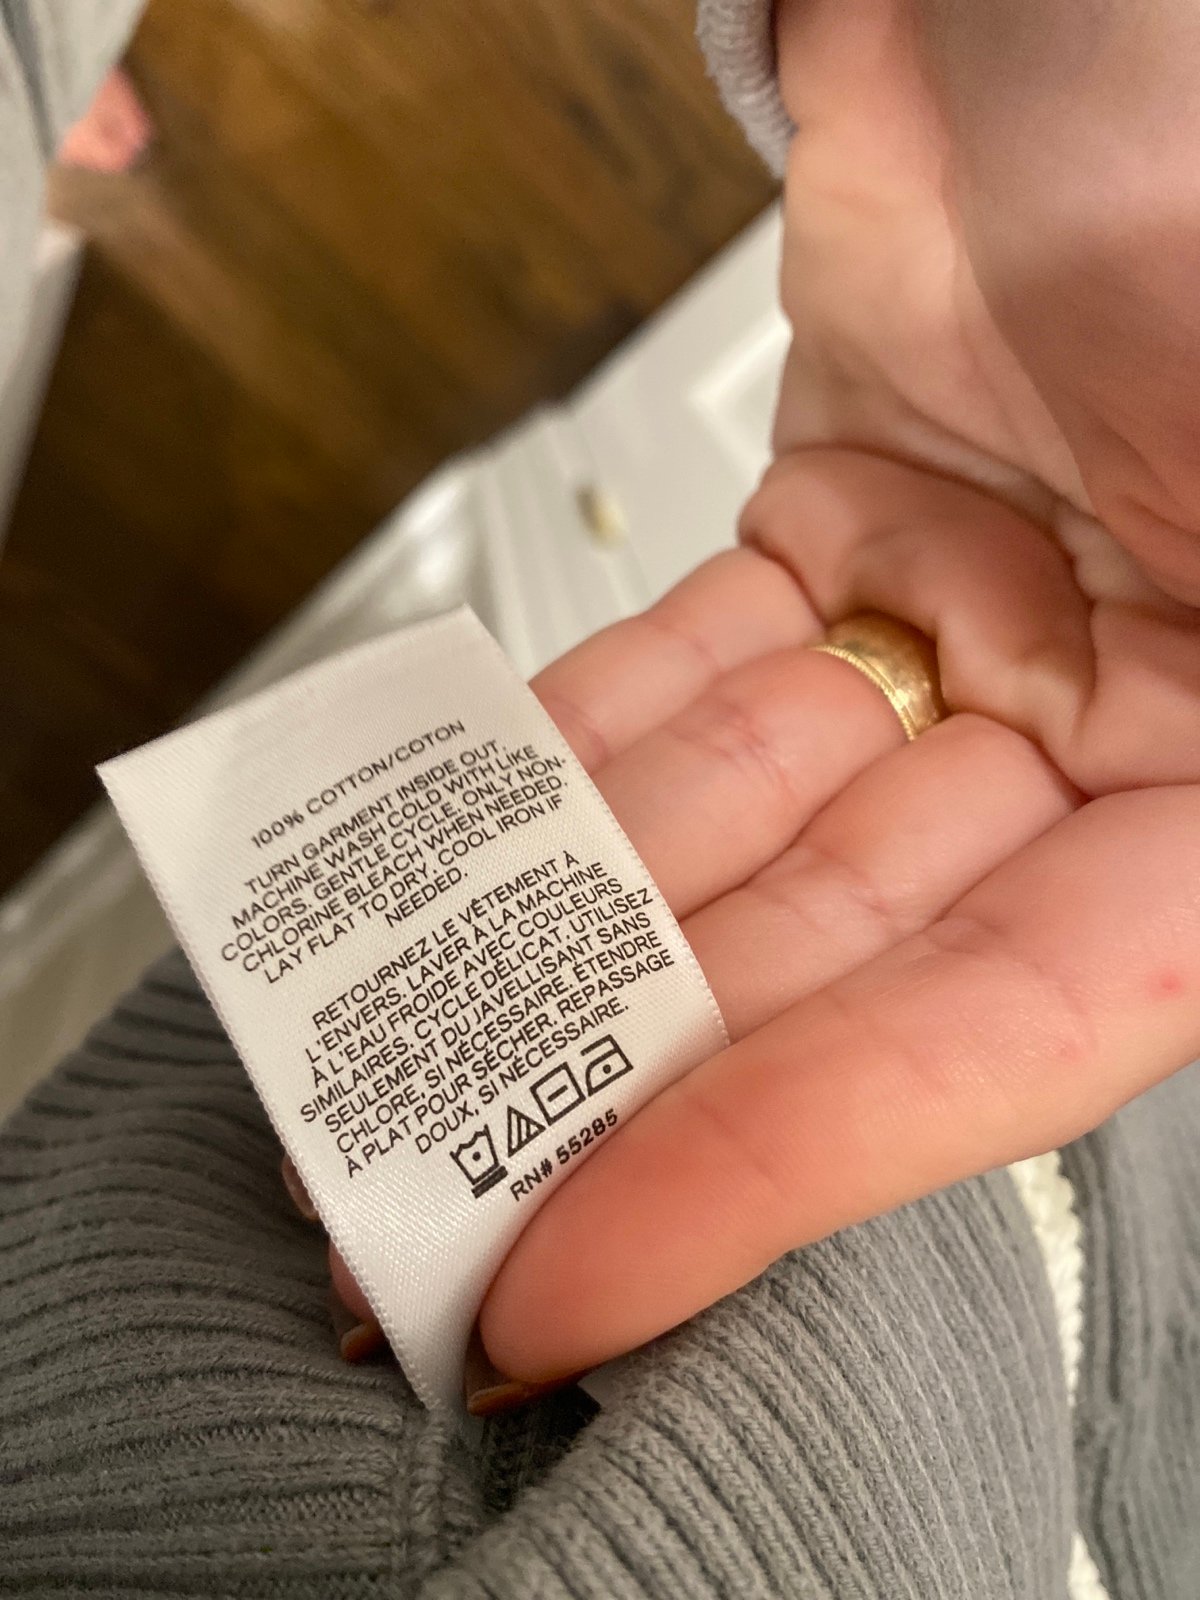 100% COTTON/COTON
TURN GARMENT INSIDE OUT,
MACHINE WASH COLD WITH LIKE
COLORS. GENTLE CYCLE. ONLY NON-
CHLORINE BLEACH WHEN NEEDED.
LAY FLAT TO DRY. COOL IRON IF
NEEDED.
RETOURNEZ LE VÊTEMENT À
L'ENVERS. LAVER À LA MACHINE
À L'EAU FROIDE AVEC COULEURS
SIMILAIRES. CYCLE DÉLICAT. UTILISEZ
SEULEMENT DU JAVELLISANT SANS
CHLORE, SI NÉCESSAIRE. ÉTENDRE
À PLAT POUR SÉCHER. REPASSAGE
DOUX, SI NÉCESSAIRE.
RN# 55285